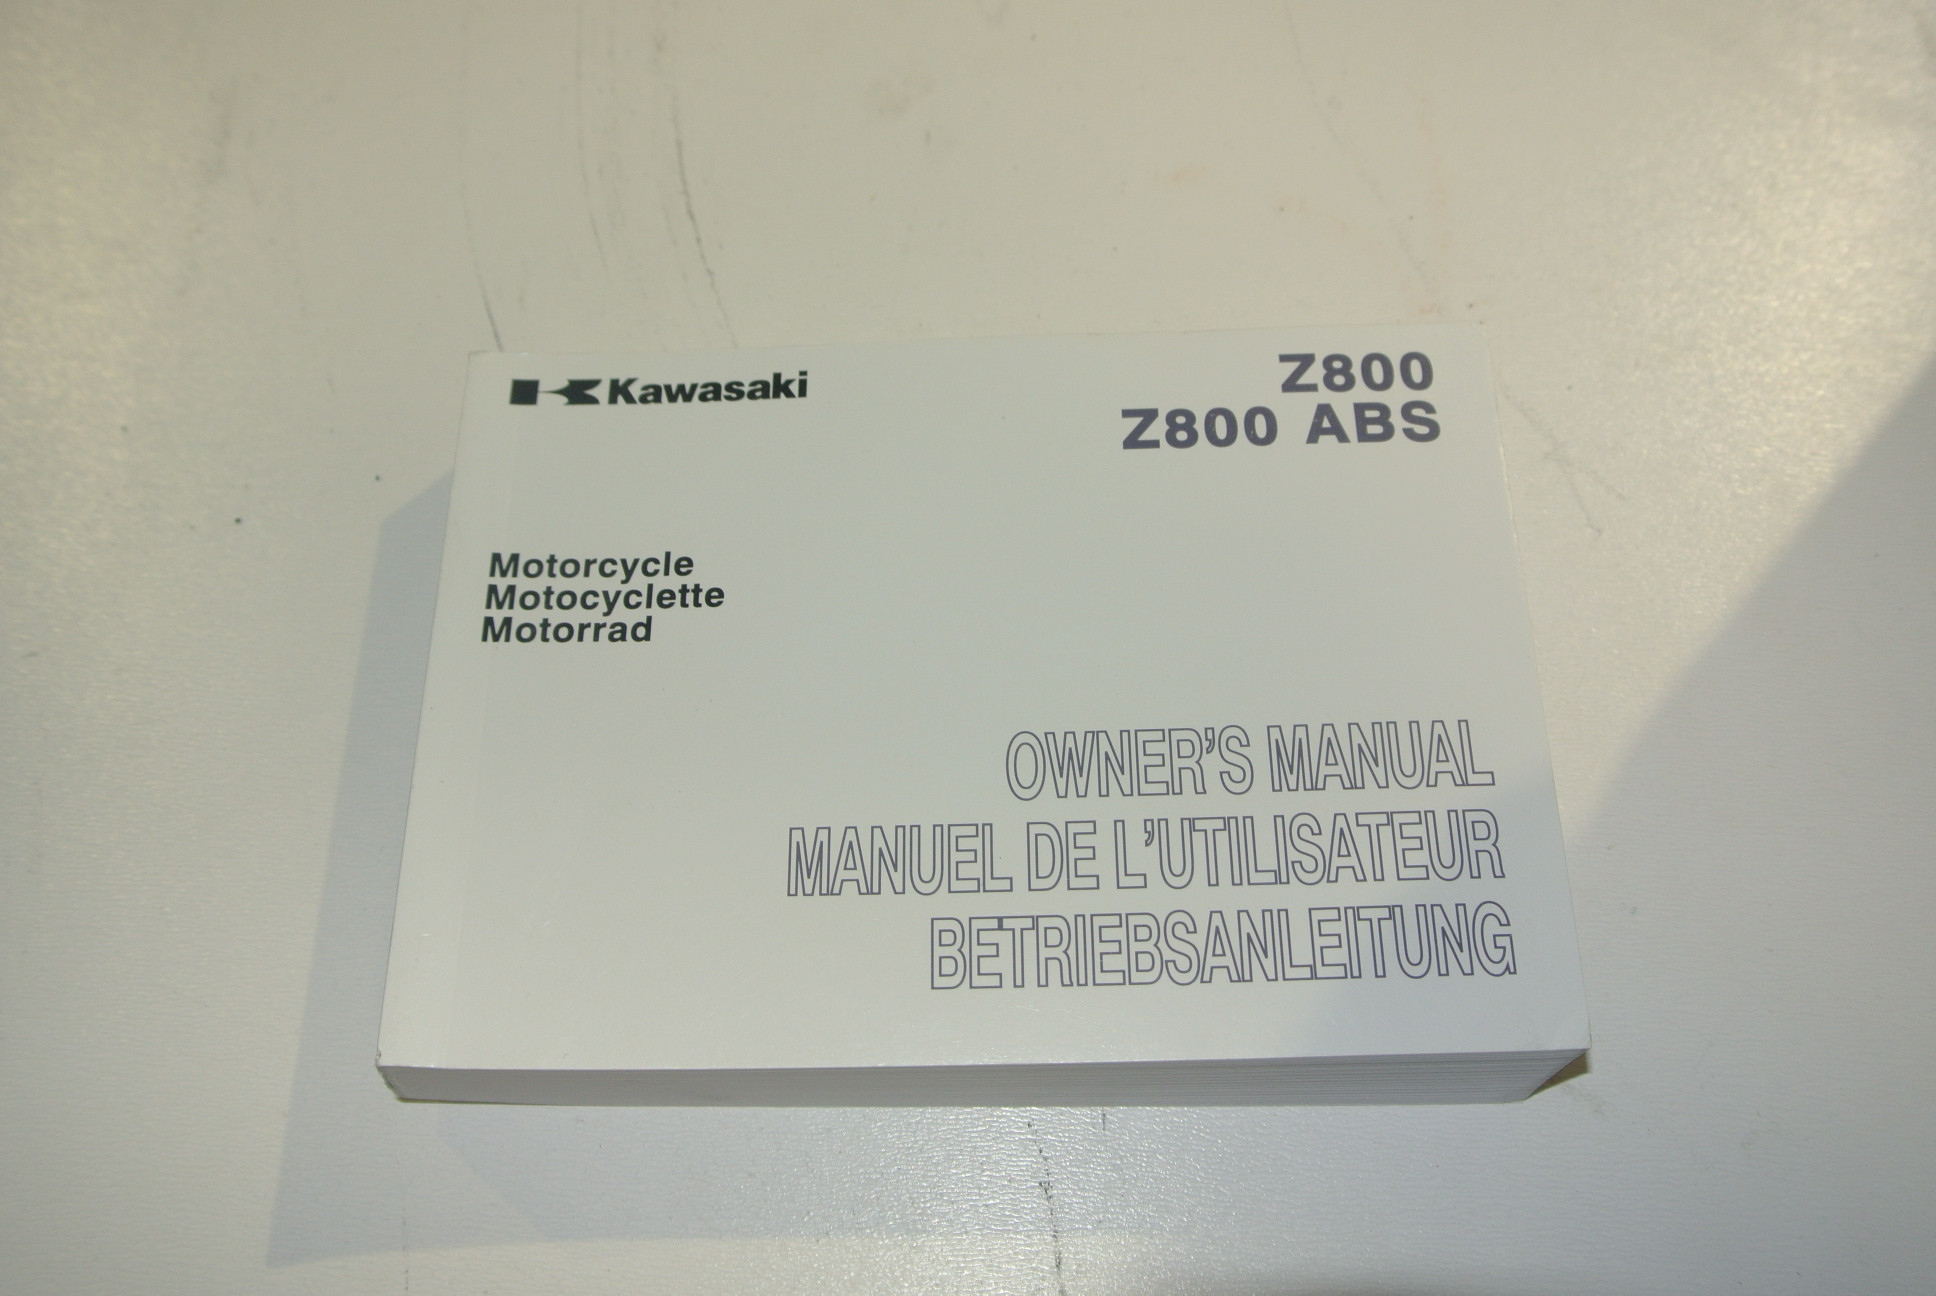 Kawasaki
Z800
Z800 ABS
Motorcycle
Motocyclette
Motorrad
OWNER'S MANUAL
MANUEL DE L'UTILISATEUR
BETRIEBSANLEITUNG